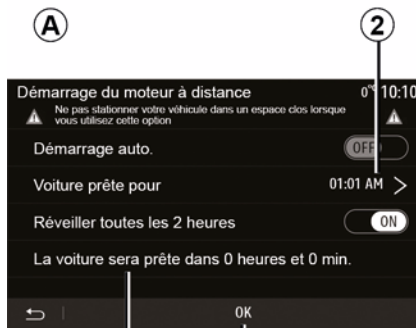 A 2
Démarrage du moteur à distance 0°C 10:10
Ne pas stationner votre véhicule dans un espace clos lorsque
vous utilisez cette option
Démarrage auto. OFF
Voiture prête pour 01:01 AM
Réveiller toutes les 2 heures ON
La voiture sera prête dans 0 heures et 0 min.
OK